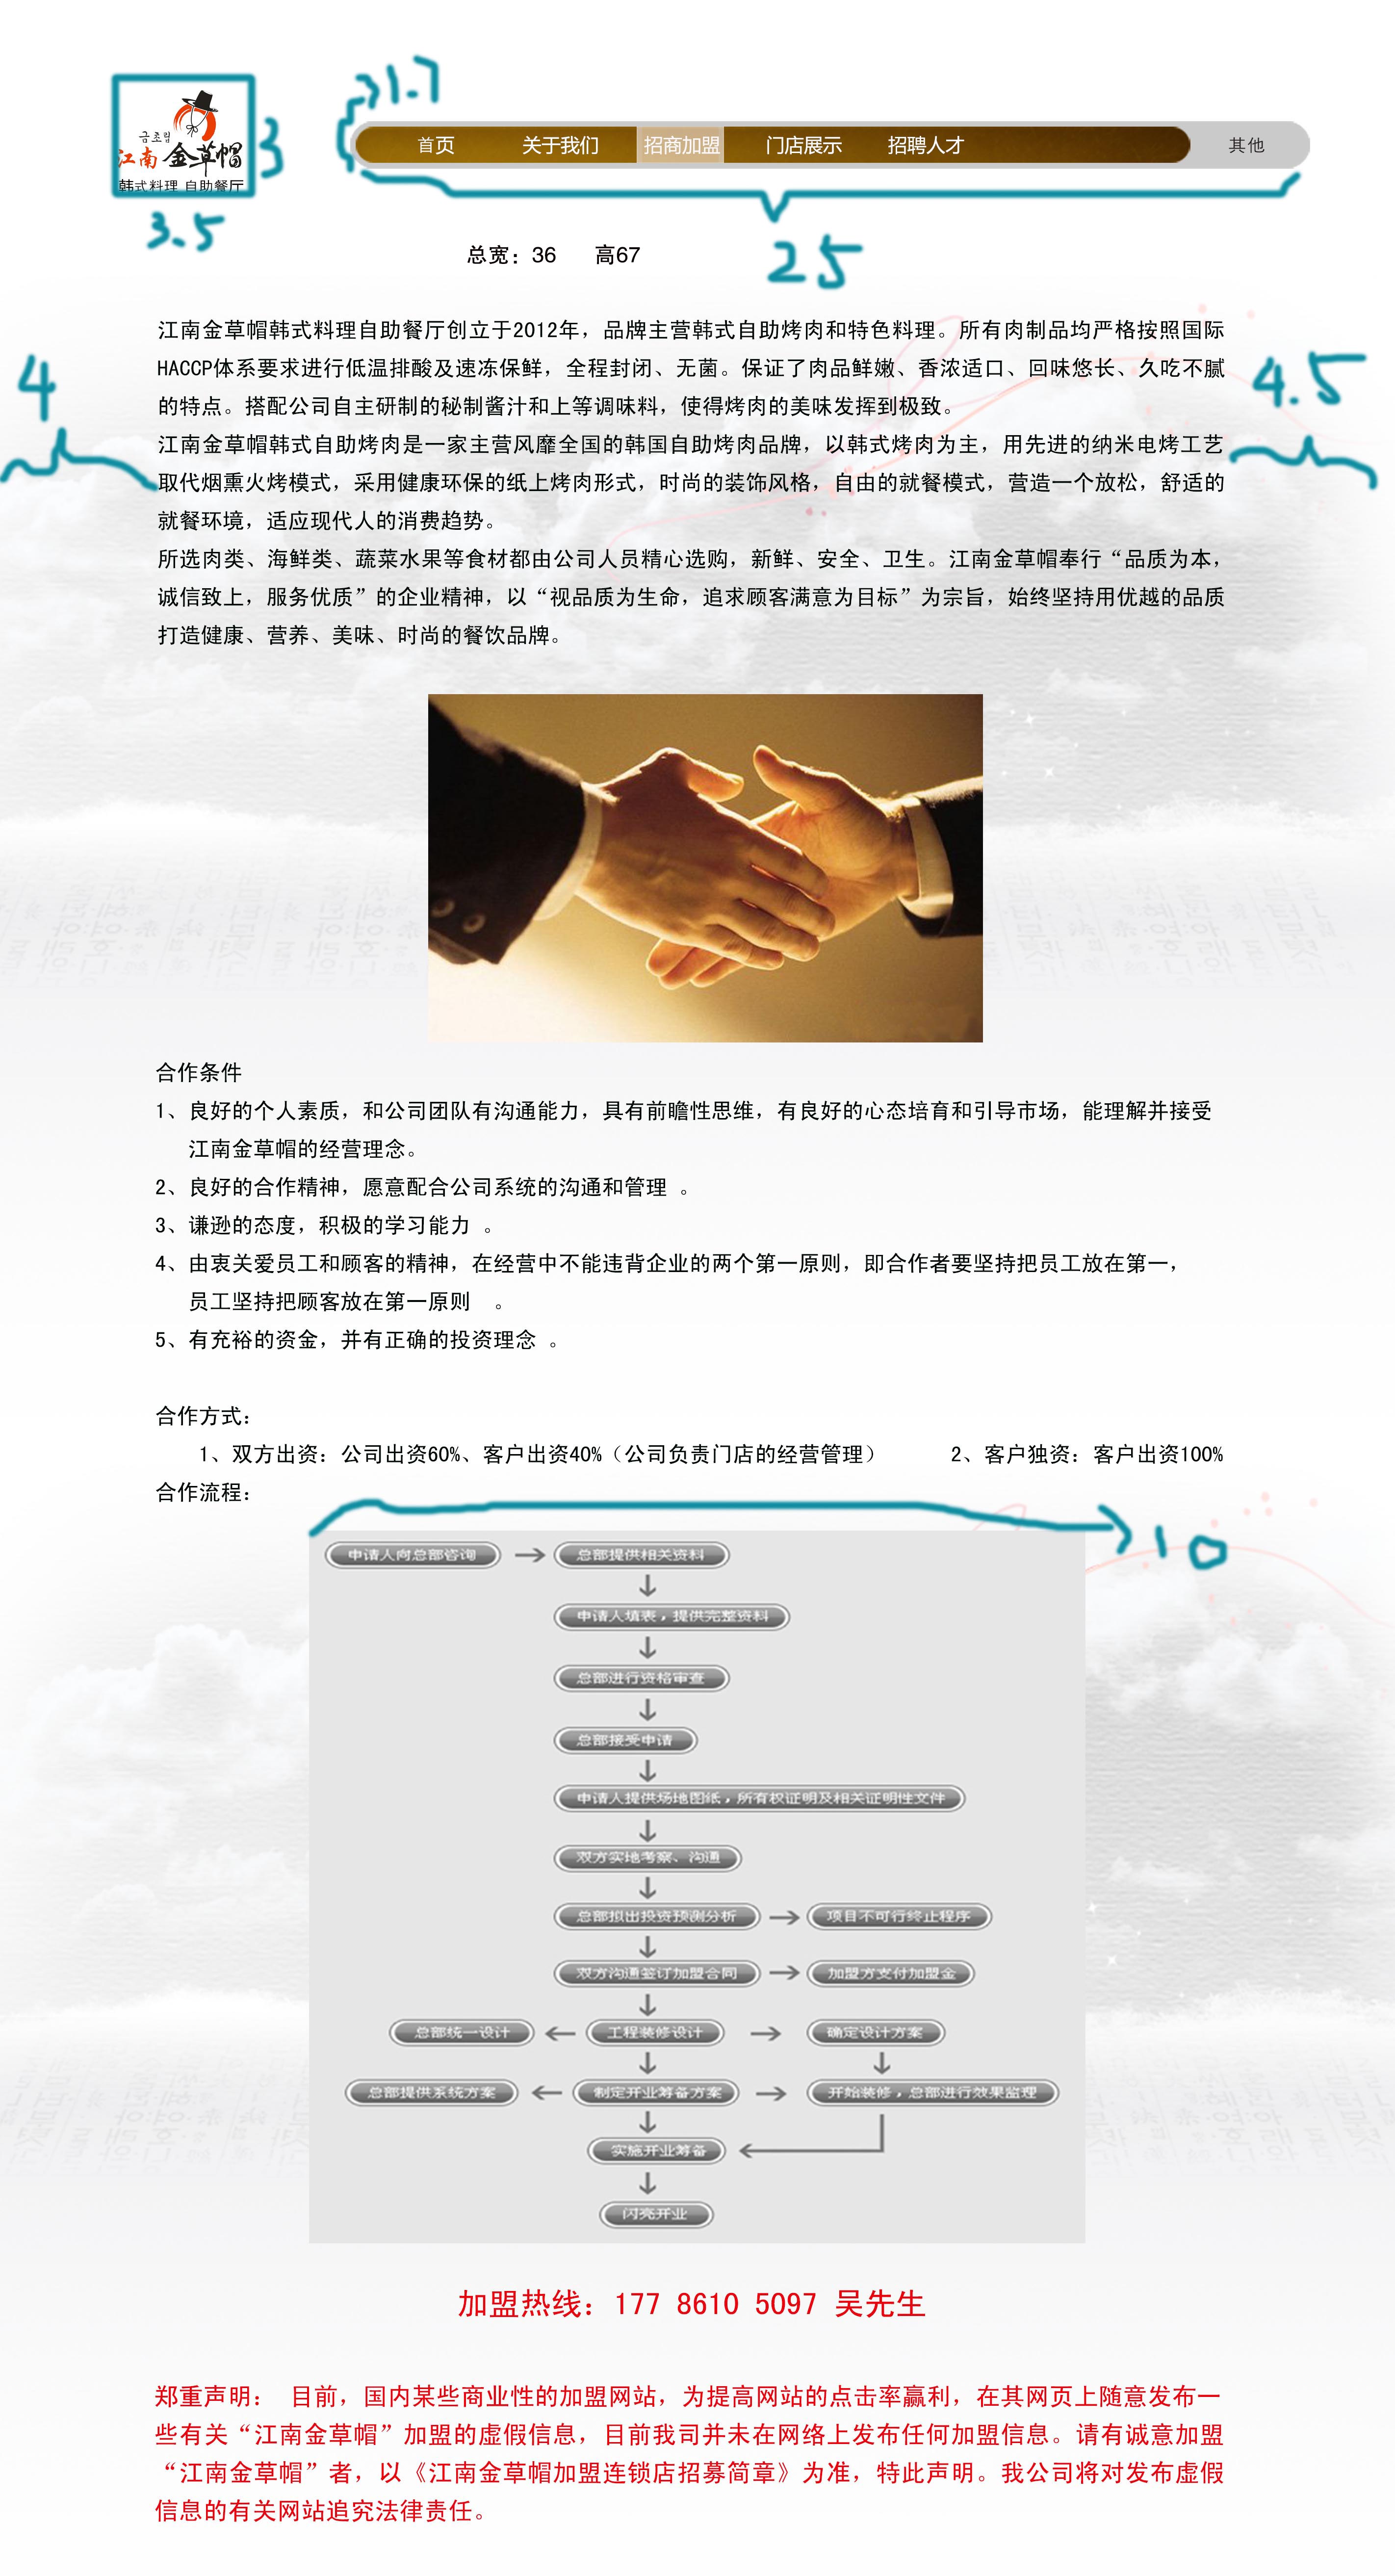 금초립
江南 金草帽
韩式料理 自助餐厅
3
3.5
1.7
首页 关于我们 招商加盟 门店展示 招聘人才 其他
25
总宽：36 高67
江南金草帽韩式料理自助餐厅创立于2012年，品牌主营韩式自助烤肉和特色料理。所有肉制品均严格按照国际
HACCP体系要求进行低温排酸及速冻保鲜，全程封闭、无菌。保证了肉品鲜嫩、香浓适口、回味悠长、久吃不腻
的特点。搭配公司自主研制的秘制酱汁和上等调味料，使得烤肉的美味发挥到极致。
4
4.5
江南金草帽韩式自助烤肉是一家主营风靡全国的韩国自助烤肉品牌，以韩式烤肉为主，用先进的纳米电烤工艺
取代烟熏火烤模式，采用健康环保的纸上烤肉形式，时尚的装饰风格，自由的就餐模式，营造一个放松，舒适的
就餐环境，适应现代人的消费趋势。
所选肉类、海鲜类、蔬菜水果等食材都由公司人员精心选购，新鲜、安全、卫生。江南金草帽奉行“品质为本，
诚信致上，服务优质”的企业精神，以“视品质为生命，追求顾客满意为目标”为宗旨，始终坚持用优越的品质
打造健康、营养、美味、时尚的餐饮品牌。
合作条件
1、良好的个人素质，和公司团队有沟通能力，具有前瞻性思维，有良好的心态培育和引导市场，能理解并接受
江南金草帽的经营理念。
2、良好的合作精神，愿意配合公司系统的沟通和管理 。
3、谦逊的态度，积极的学习能力 。
4、由衷关爱员工和顾客的精神，在经营中不能违背企业的两个第一原则，即合作者要坚持把员工放在第一，
员工坚持把顾客放在第一原则 。
5、有充裕的资金，并有正确的投资理念 。
合作方式：
1、双方出资：公司出资60%、客户出资40%（公司负责门店的经营管理） 2、客户独资：客户出资100%
合作流程：
10
申请人向总部咨询 → 总部提供相关资料
申请人填表，提供完整资料
总部进行资格审查
总部接受申请
申请人提供场地图纸，所有权证明及相关证明性文件
双方实地考察、沟通
总部拟出投资预测分析 → 项目不可行终止程序
双方沟通签订加盟合同 → 加盟方支付加盟金
总部统一设计 ← 工程装修设计 → 确定设计方案
总部提供系统方案 ← 制定开业筹备方案 → 开始装修，总部进行效果监理
实施开业筹备
闪亮开业
加盟热线：177 8610 5097 吴先生
郑重声明： 目前，国内某些商业性的加盟网站，为提高网站的点击率赢利，在其网页上随意发布一
些有关“江南金草帽”加盟的虚假信息，目前我司并未在网络上发布任何加盟信息。请有诚意加盟
“江南金草帽”者，以《江南金草帽加盟连锁店招募简章》为准，特此声明。我公司将对发布虚假
信息的有关网站追究法律责任。